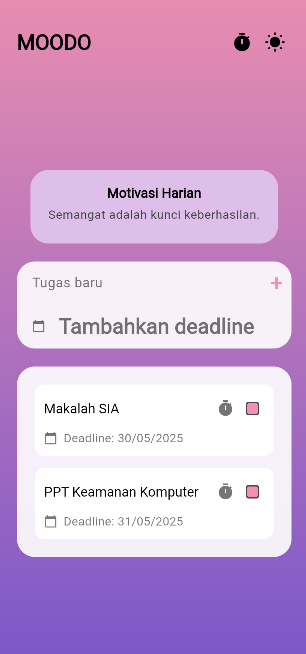 MOODO
Motivasi Harian
Semangat adalah kunci keberhasilan.
Tugas baru
+
Tambahkan deadline
Makalah SIA
Deadline: 30/05/2025
PPT Keamanan Komputer
Deadline: 31/05/2025